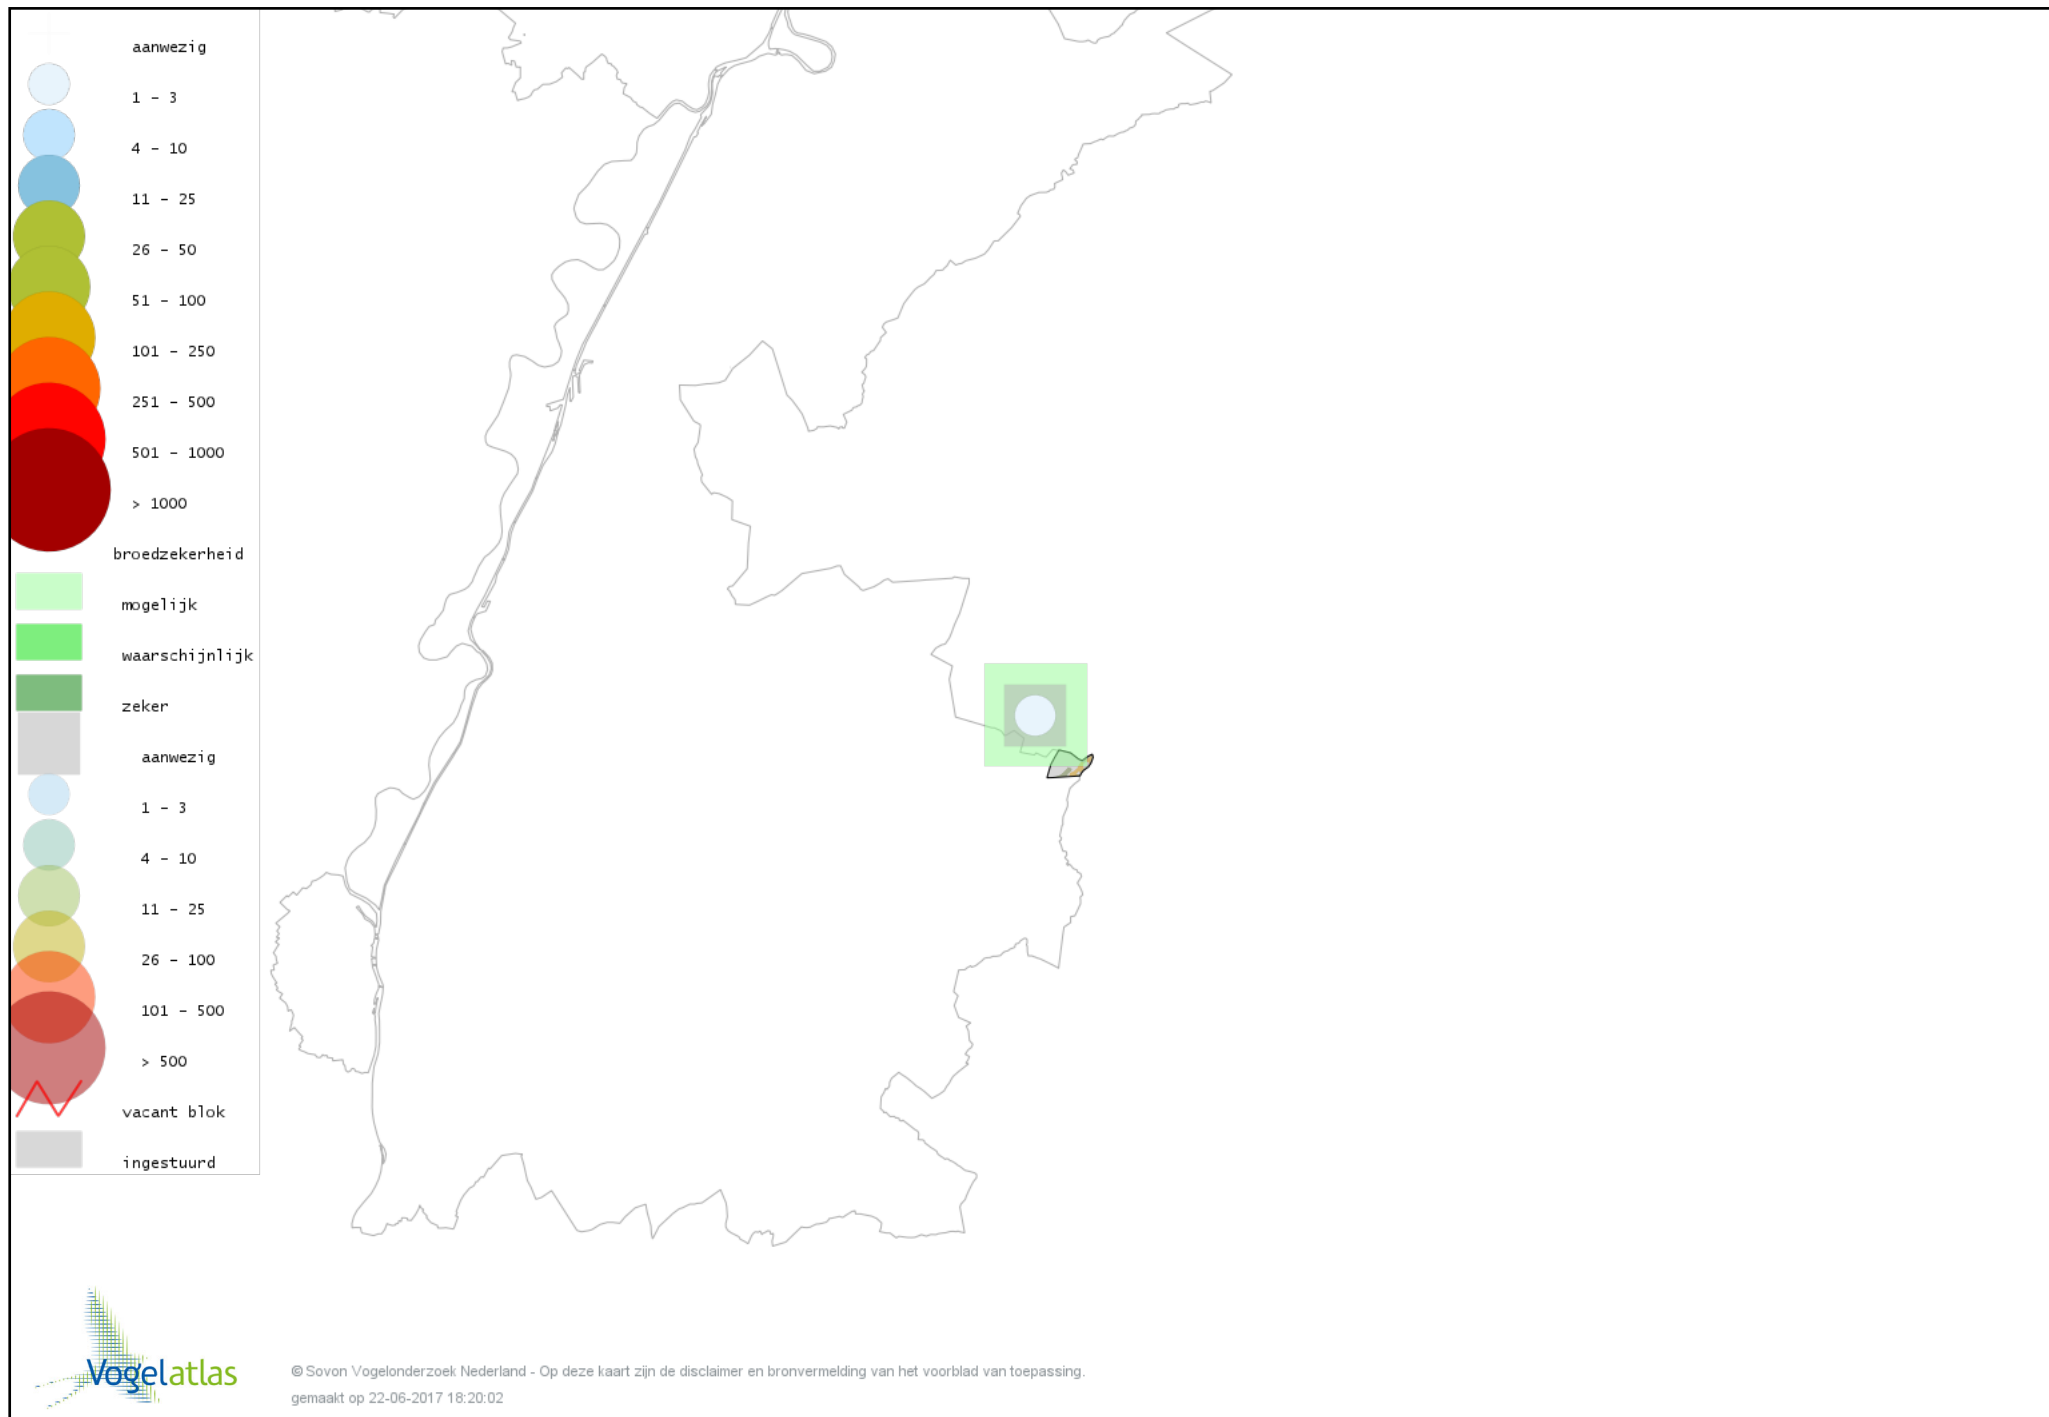 aanwezig
1 - 3
4 - 10
11 - 25
26 - 50
51 - 100
101 - 250
251 - 500
501 - 1000
> 1000
broedzekerheid
mogelijk
waarschijnlijk
zeker
aanwezig
1 - 3
4 - 10
11 - 25
26 - 100
101 - 500
> 500
vacant blok
ingestuurd
Vogelatlas
© Sovon Vogelonderzoek Nederland - Op deze kaart zijn de disclaimer en bronvermelding van het voorblad van toepassing.
gemaakt op 22-06-2017 18:20:02